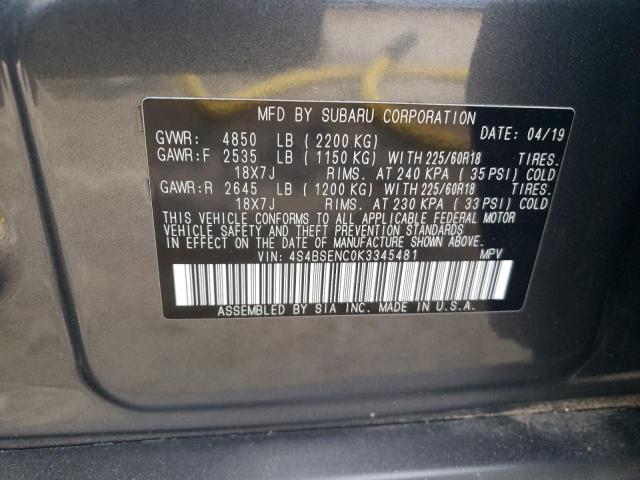 MFD BY SUBARU CORPORATION
GVWR: 4850 LB (2200 KG) DATE: 04/19
GAWR:F 2535 LB (1150 KG) WITH 225/60R18 TIRES.
18X7J RIMS. AT 240 KPA (35 PSI) COLD
GAWR:R 2645 LB (1200 KG) WITH 225/60R18 TIRES.
18X7J RIMS. AT 230 KPA (33 PSI) COLD
THIS VEHICLE CONFORMS TO ALL APPLICABLE FEDERAL MOTOR
VEHICLE SAFETY AND THEFT PREVENTION STANDARDS IN EFFECT
ON THE DATE OF MANUFACTURE SHOWN ABOVE.
VIN: 4S4BSENC0K3345481 MPV
ASSEMBLED BY SIA INC. MADE IN U.S.A.